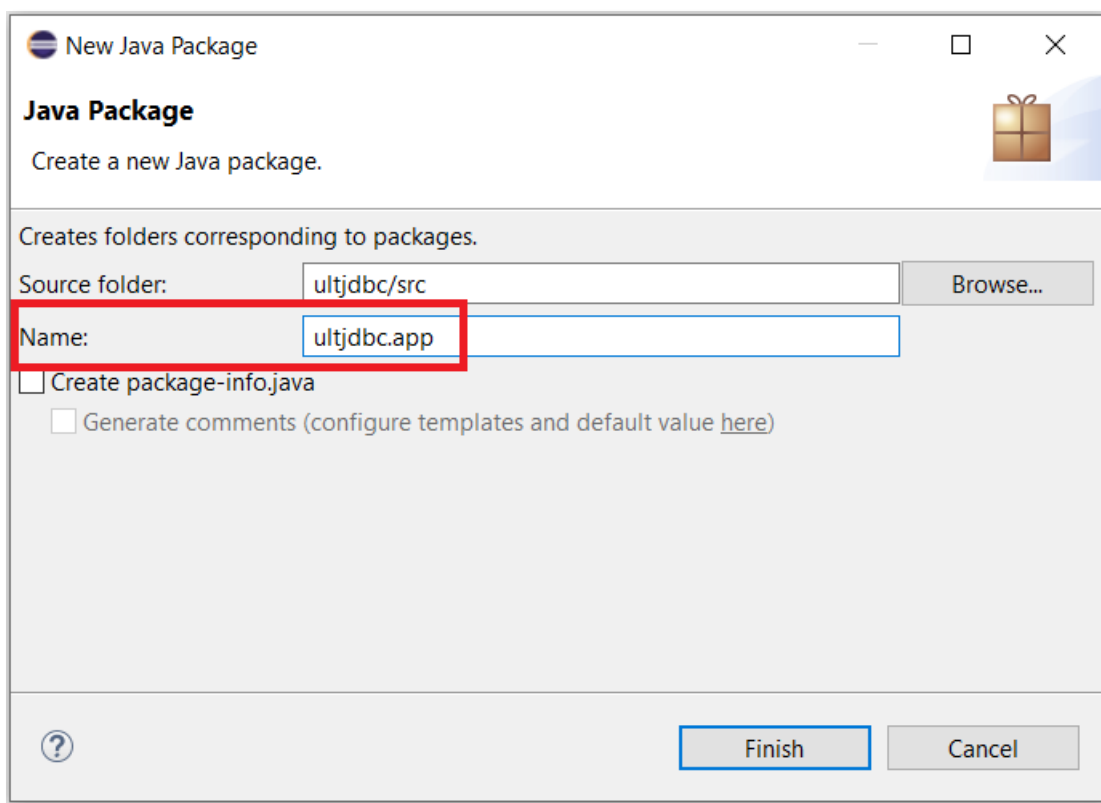 New Java Package
Java Package
Create a new Java package.
Creates folders corresponding to packages.
Source folder: ultjdbc/src Browse...
Name: ultjdbc.app
Create package-info.java
Generate comments (configure templates and default value here)
? Finish Cancel